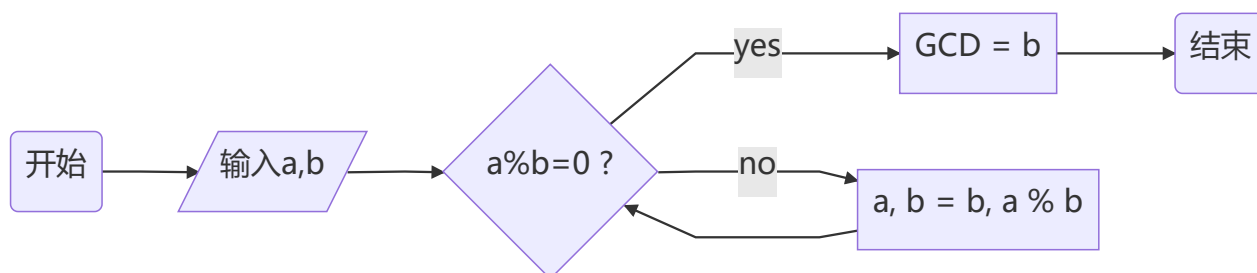 开始
输入a,b
a%b=0 ?
yes
GCD = b
结束
no
a, b = b, a % b